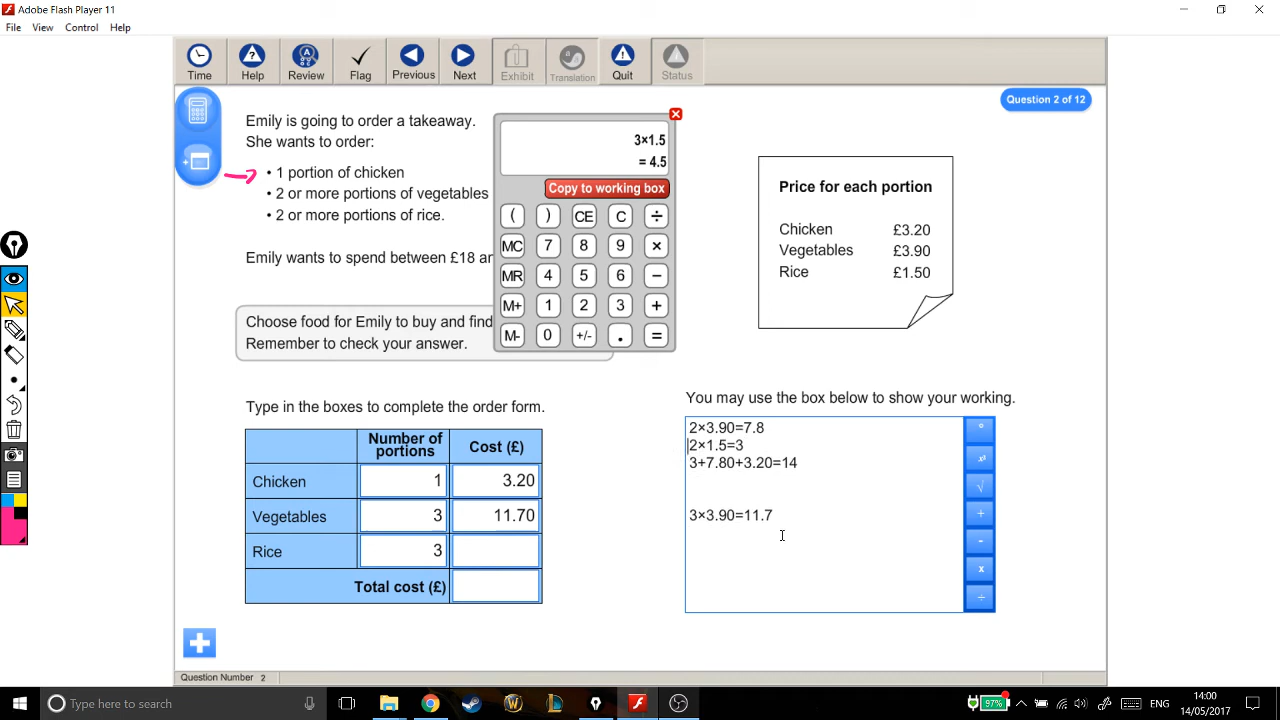 Adobe Flash Player 11
File View Control Help
Time Help Review Flag Previous Next Exhibit Translation Quit Status
Question 2 of 12
Emily is going to order a takeaway.
She wants to order:
• 1 portion of chicken
• 2 or more portions of vegetables
• 2 or more portions of rice.
Emily wants to spend between £18 ar
Choose food for Emily to buy and find
Remember to check your answer.
3×1.5
= 4.5
Copy to working box
( ) CE C ÷
MC 7 8 9 ×
MR 4 5 6 −
M+ 1 2 3 +
M- 0 +/- . =
Price for each portion
Chicken £3.20
Vegetables £3.90
Rice £1.50
Type in the boxes to complete the order form.
Number of portions Cost (£)
Chicken 1 3.20
Vegetables 3 11.70
Rice 3
Total cost (£)
You may use the box below to show your working.
2×3.90=7.8
2×1.5=3
3+7.80+3.20=14
3×3.90=11.7
° x² √ + - x ÷
Question Number 2
Type here to search
97%
ENG
14:00
14/05/2017